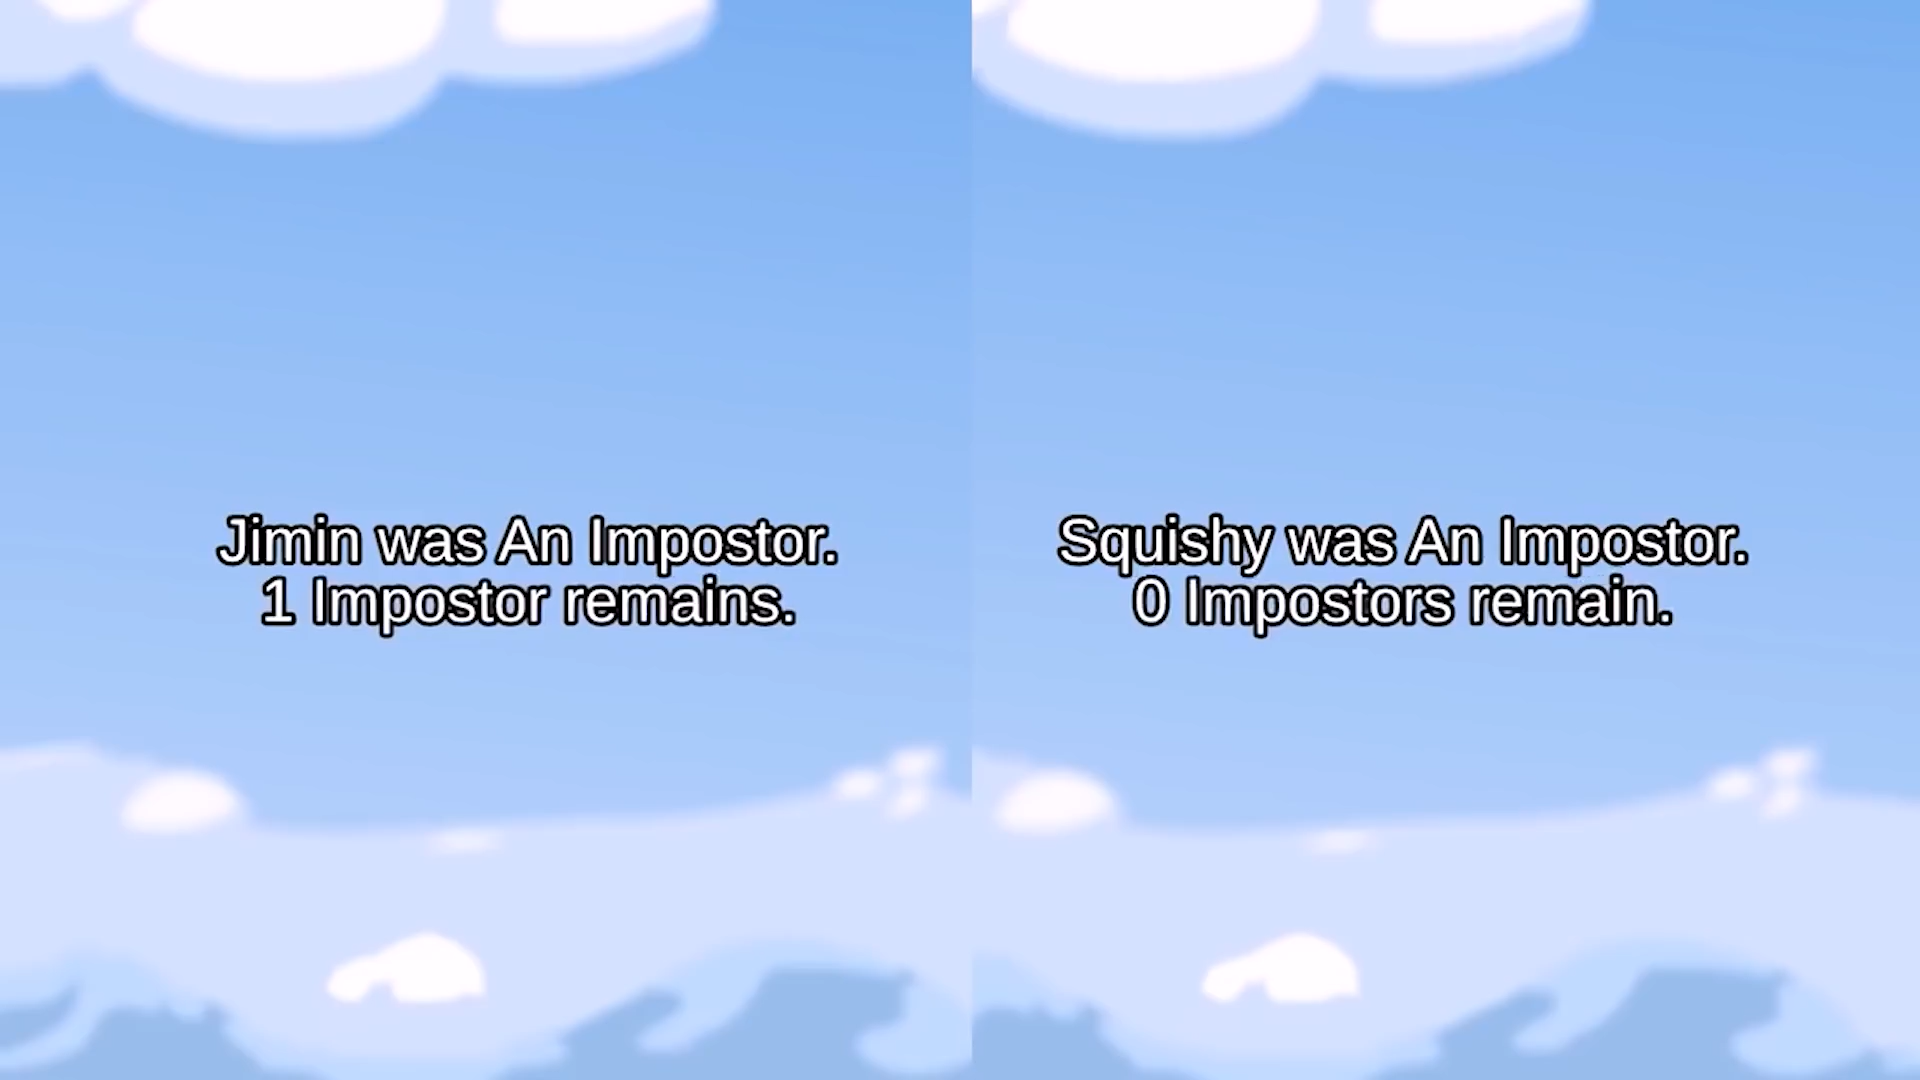 Jimin was An Impostor.
1 Impostor remains.
Squishy was An Impostor.
0 Impostors remain.